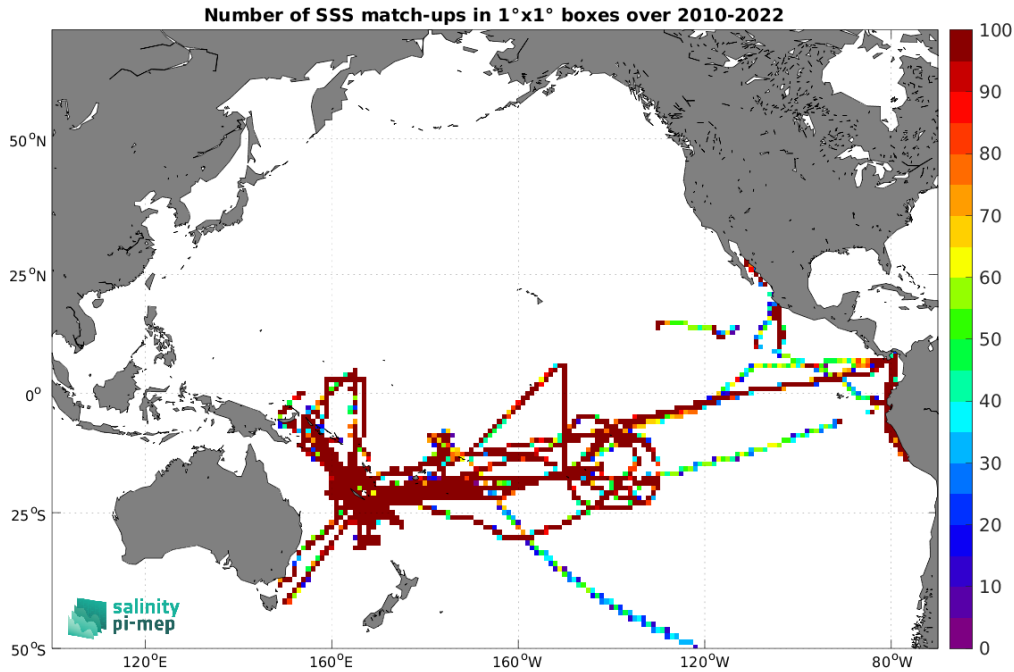 Number of SSS match-ups in 1°x1° boxes over 2010-2022
100
90
80
70
60
50
40
30
20
10
0
50°N
25°N
0°
25°S
50°S
120°E
160°E
160°W
120°W
80°W
salinity
pi-mep